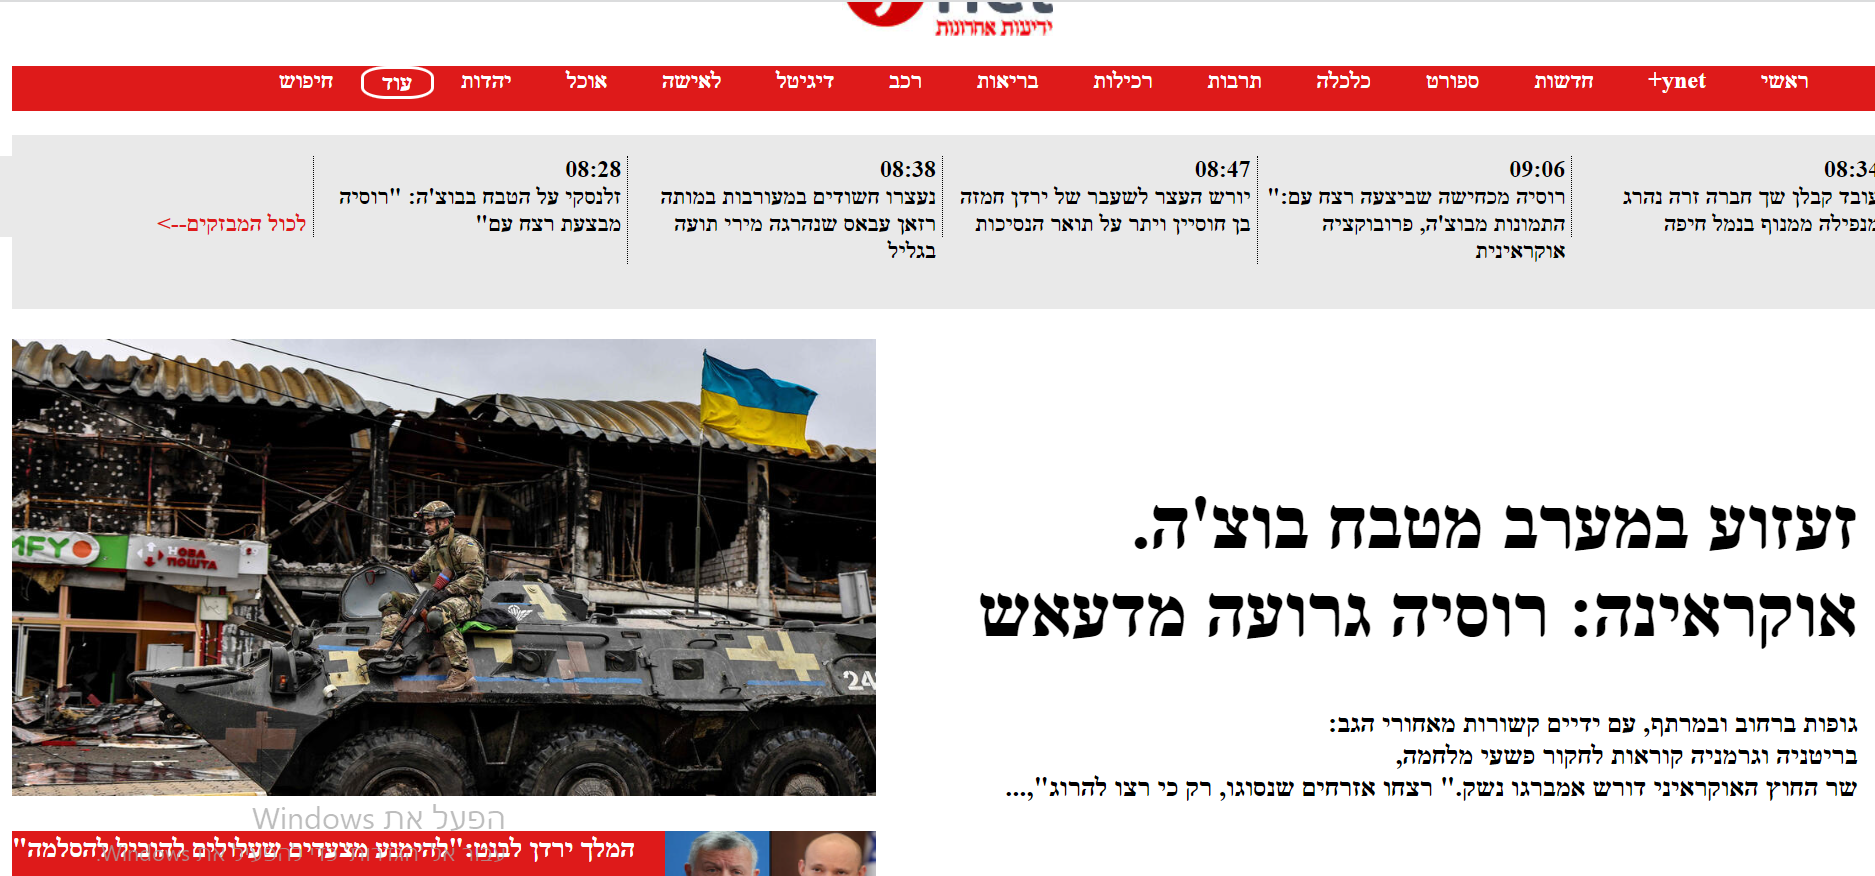 ynet
ידיעות אחרונות
ראשי ynet+ חדשות ספורט כלכלה תרבות רכילות בריאות רכב דיגיטל לאישה אוכל יהדות עוד חיפוש
08:34
עובד קבלן שך חברה זרה נהרג
מנפילה ממנוף בנמל חיפה
09:06
רוסיה מכחישה שביצעה רצח עם:"
התמונות מבוצ'ה, פרובוקציה
אוקראינית
08:47
יורש העצר לשעבר של ירדן חמזה
בן חוסיין ויתר על תואר הנסיכות
08:38
נעצרו חשודים במעורבות במותה
רזאן עבאס שנהרגה מירי תועה
בגליל
08:28
זלנסקי על הטבח בבוצ'ה: "רוסיה
מבצעת רצח עם"
לכול המבזקים-->
זעזוע במערב מטבח בוצ'ה.
אוקראינה: רוסיה גרועה מדעאש
גופות ברחוב ובמרתף, עם ידיים קשורות מאחורי הגב:
בריטניה וגרמניה קוראות לחקור פשעי מלחמה,
שר החוץ האוקראיני דורש אמברגו נשק." רצחו אזרחים שנסוגו, רק כי רצו להרוג",...
НОВА
ПОШТА
24
הפעל את Windows
המלך ירדן לבנט:"להימנע מצעדים שעלולים להוביל להסלמה"